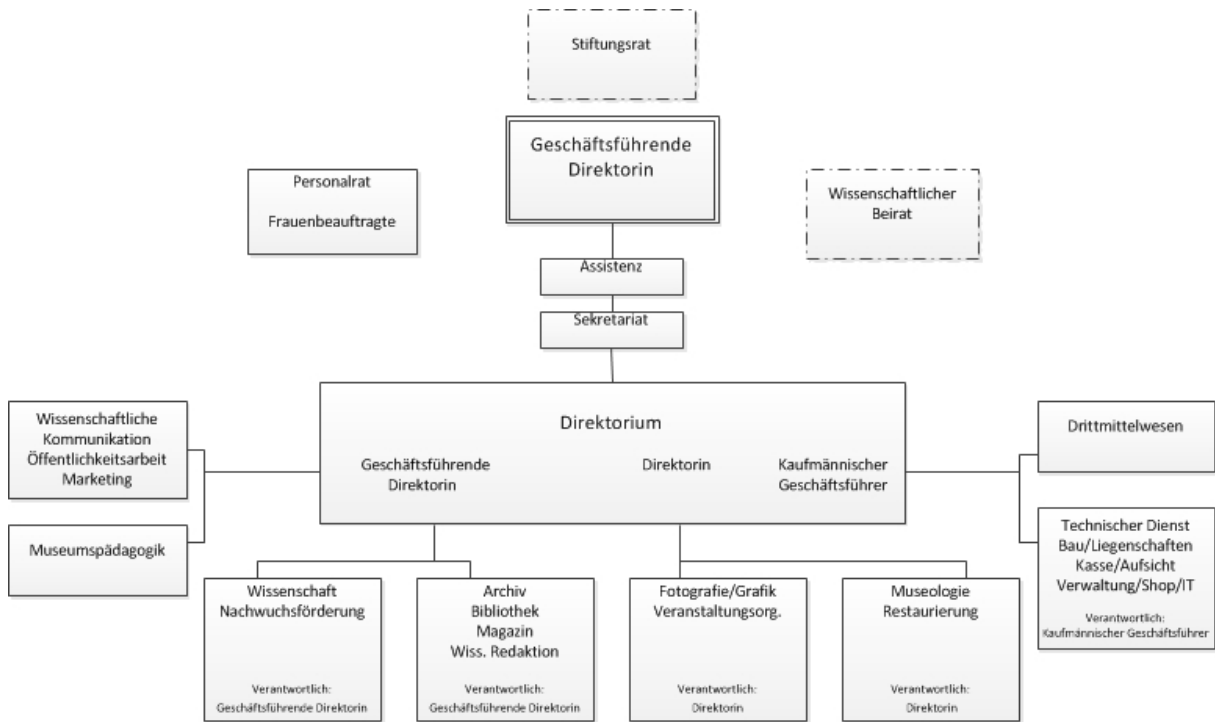 Stiftungsrat
Geschäftsführende
Direktorin
Personalrat
Frauenbeauftragte
Wissenschaftlicher
Beirat
Assistenz
Sekretariat
Direktorium
Geschäftsführende
Direktorin
Direktorin
Kaufmännischer
Geschäftsführer
Wissenschaftliche
Kommunikation
Öffentlichkeitsarbeit
Marketing
Museumspädagogik
Drittmittelwesen
Technischer Dienst
Bau/Liegenschaften
Kasse/Aufsicht
Verwaltung/Shop/IT
Verantwortlich:
Kaufmännischer Geschäftsführer
Wissenschaft
Nachwuchsförderung
Verantwortlich:
Geschäftsführende Direktorin
Archiv
Bibliothek
Magazin
Wiss. Redaktion
Verantwortlich:
Geschäftsführende Direktorin
Fotografie/Grafik
Veranstaltungsorg.
Verantwortlich:
Direktorin
Museologie
Restaurierung
Verantwortlich:
Direktorin